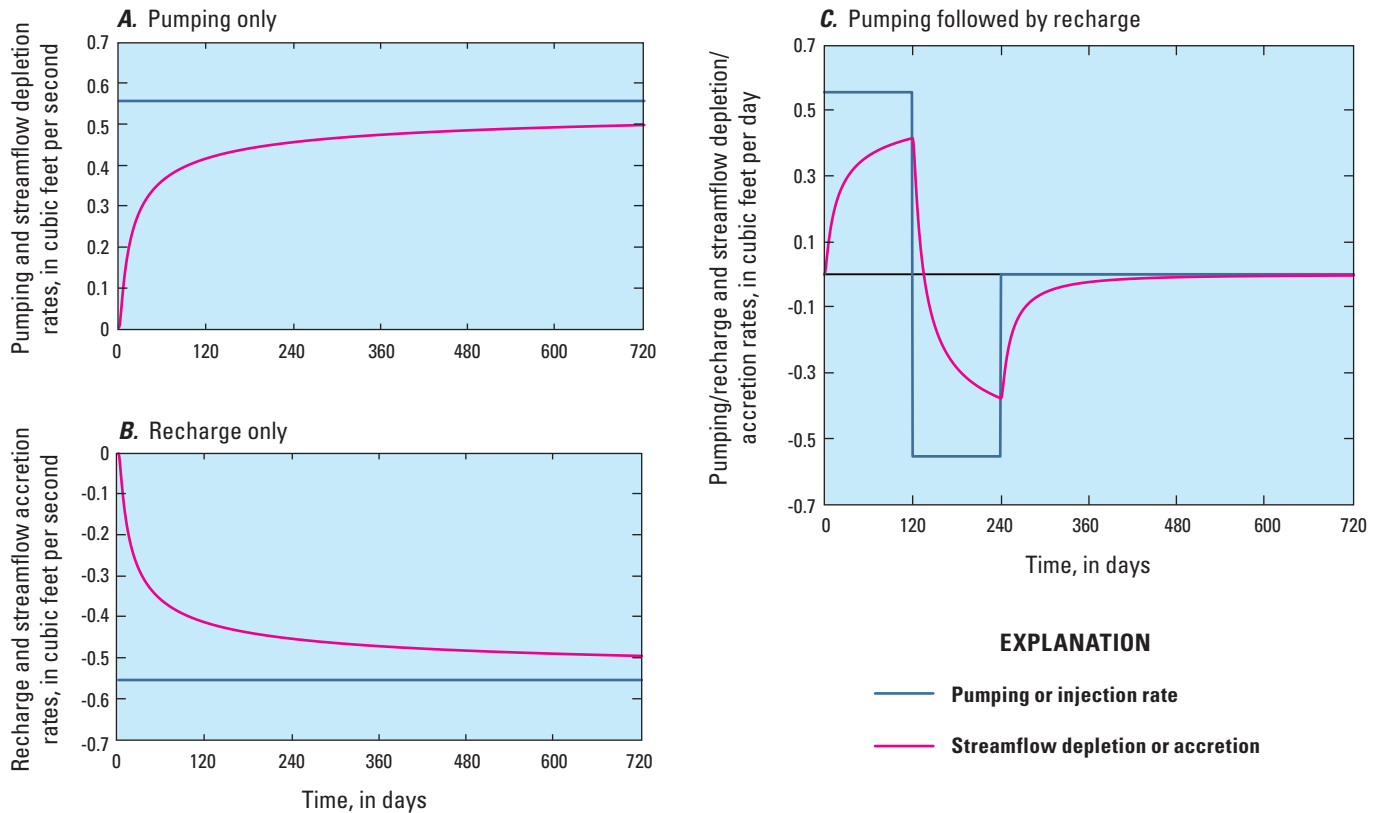 A. Pumping only
Pumping and streamflow depletion
rates, in cubic feet per second
0.7
0.6
0.5
0.4
0.3
0.2
0.1
0
0 120 240 360 480 600 720
B. Recharge only
Recharge and streamflow accretion
rates, in cubic feet per second
0
-0.1
-0.2
-0.3
-0.4
-0.5
-0.6
-0.7
0 120 240 360 480 600 720
Time, in days
C. Pumping followed by recharge
Pumping/recharge and streamflow depletion/
accretion rates, in cubic feet per day
0.7
0.5
0.3
0.1
-0.1
-0.3
-0.5
-0.7
0 120 240 360 480 600 720
Time, in days
EXPLANATION
Pumping or injection rate
Streamflow depletion or accretion